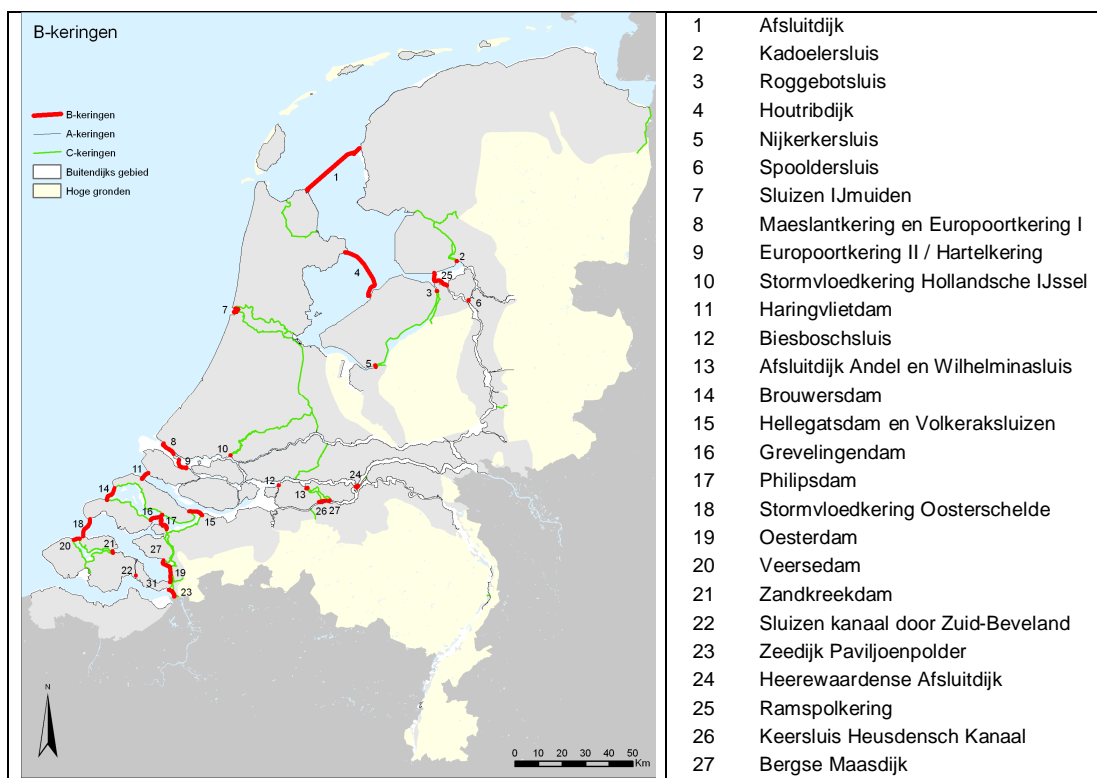 B-keringen
B-keringen
A-keringen
C-keringen
Buitendijks gebied
Hoge gronden
1
2
25
3
6
4
7
5
8
10
9
11
24
12
13
14
26 27
16
17
15
18
20
21
27
22
19
31
23
N
0 10 20 30 40 50
Km
1 Afsluitdijk
2 Kadoelersluis
3 Roggebotsluis
4 Houtribdijk
5 Nijkerkersluis
6 Spooldersluis
7 Sluizen IJmuiden
8 Maeslantkering en Europoortkering I
9 Europoortkering II / Hartelkering
10 Stormvloedkering Hollandsche IJssel
11 Haringvlietdam
12 Biesboschsluis
13 Afsluitdijk Andel en Wilhelminasluis
14 Brouwersdam
15 Hellegatsdam en Volkeraksluizen
16 Grevelingendam
17 Philipsdam
18 Stormvloedkering Oosterschelde
19 Oesterdam
20 Veersedam
21 Zandkreekdam
22 Sluizen kanaal door Zuid-Beveland
23 Zeedijk Paviljoenpolder
24 Heerewaardense Afsluitdijk
25 Ramspolkering
26 Keersluis Heusdensch Kanaal
27 Bergse Maasdijk